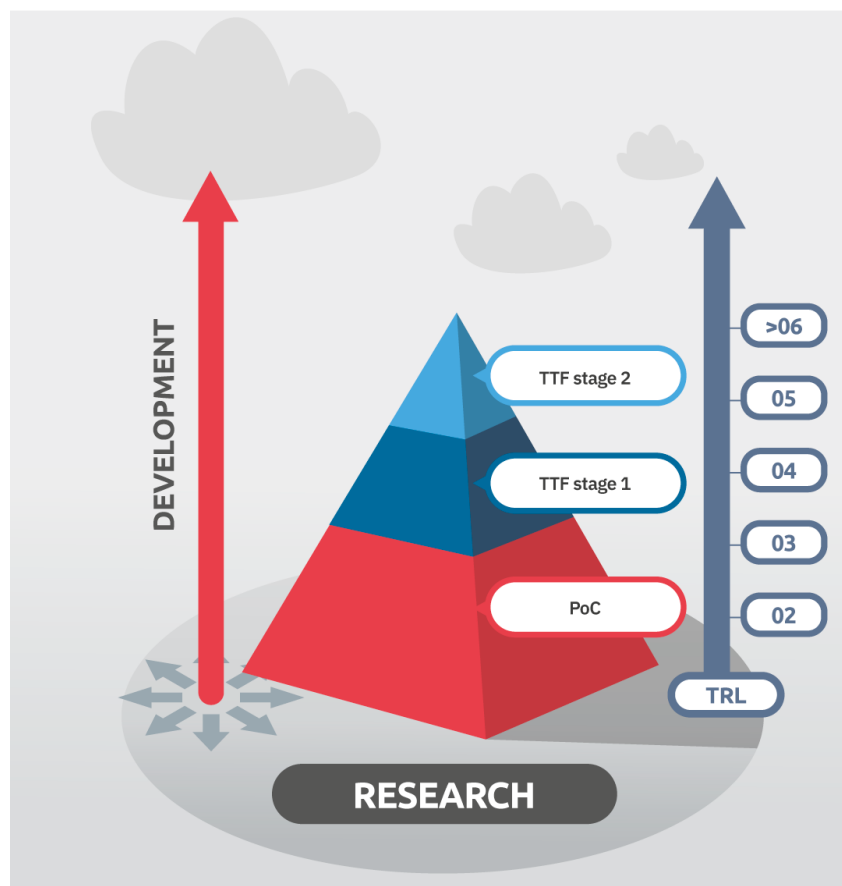 DEVELOPMENT
TTF stage 2
TTF stage 1
PoC
>06
05
04
03
02
TRL
RESEARCH